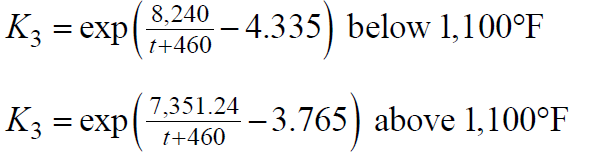 K₃ = exp(8,240/(t+460) − 4.335) below 1,100°F
K₃ = exp(7,351.24/(t+460) − 3.765) above 1,100°F